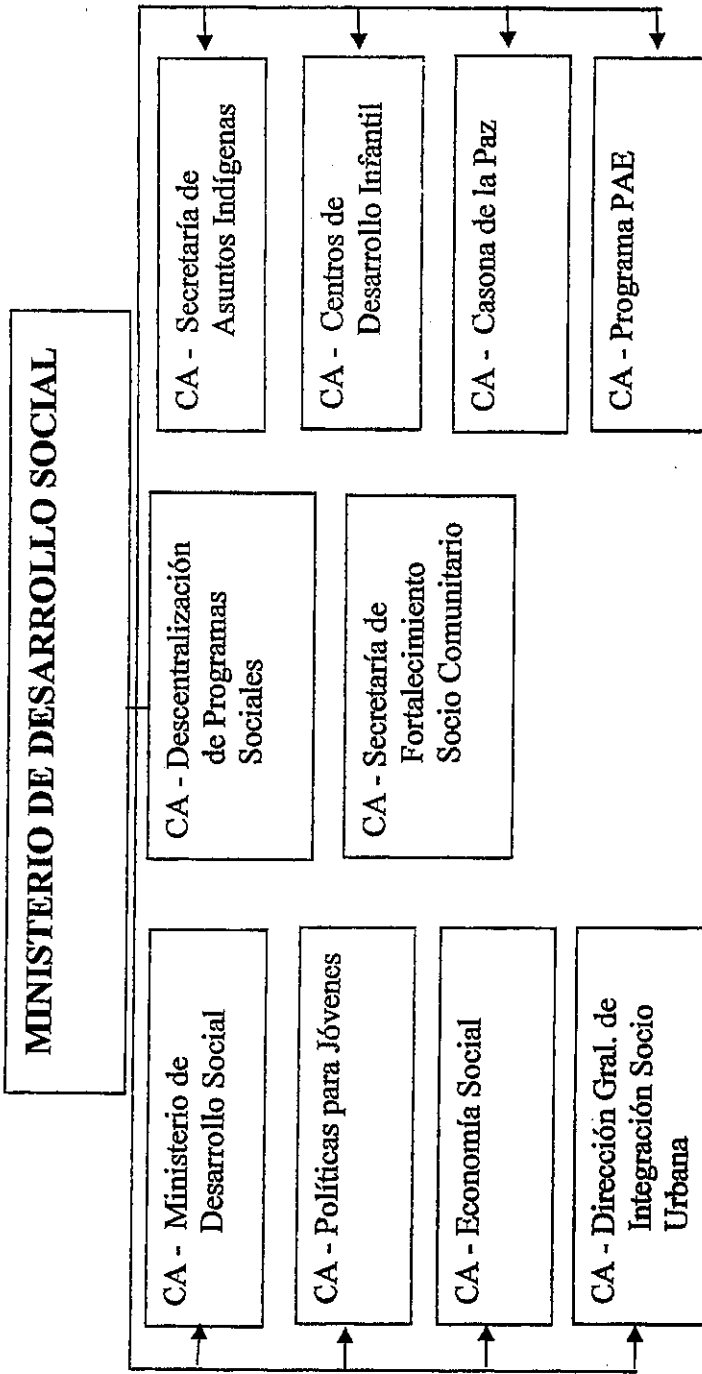 MINISTERIO DE DESARROLLO SOCIAL
CA - Ministerio de
Desarrollo Social
CA - Políticas para Jóvenes
CA - Economía Social
CA - Dirección Gral. de
Integración Socio
Urbana
CA - Descentralización
de Programas
Sociales
CA - Secretaría de
Fortalecimiento
Socio Comunitario
CA - Secretaría de
Asuntos Indígenas
CA - Centros de
Desarrollo Infantil
CA - Casona de la Paz
CA - Programa PAE